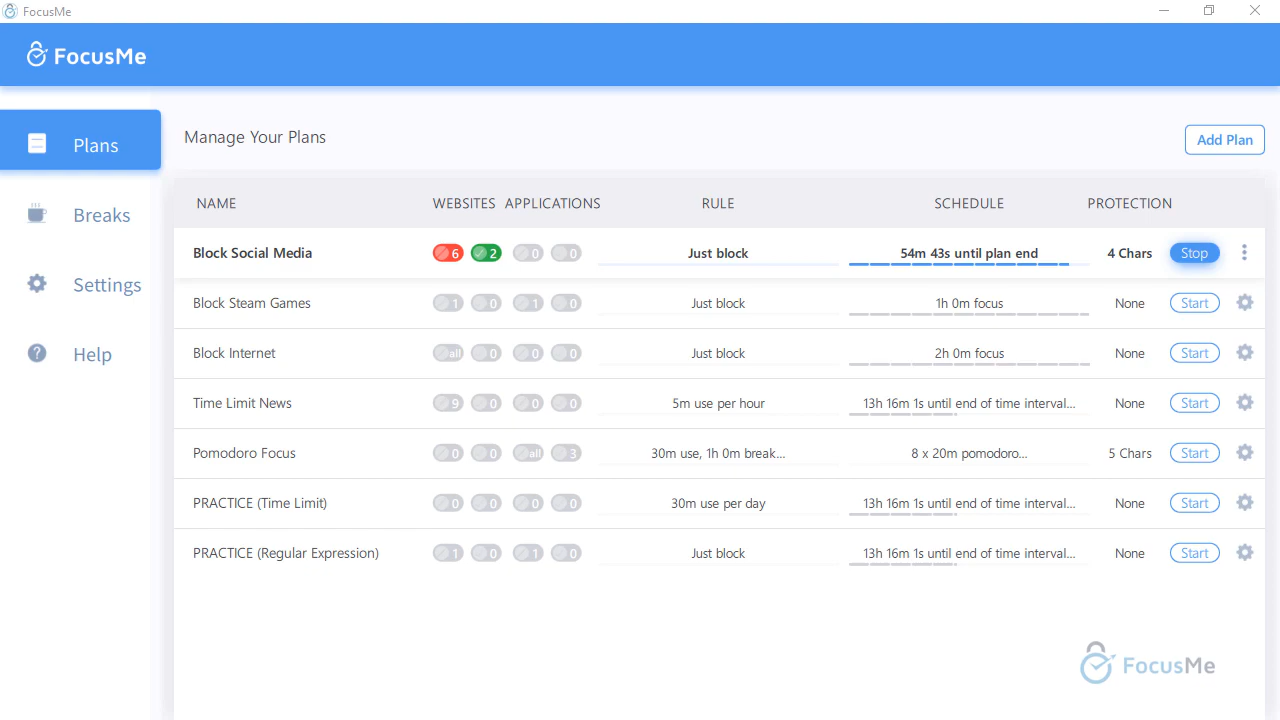 FocusMe
FocusMe
Plans
Breaks
Settings
Help
Manage Your Plans
Add Plan
NAME WEBSITES APPLICATIONS RULE SCHEDULE PROTECTION
Block Social Media 6 2 0 0 Just block 54m 43s until plan end 4 Chars Stop
Block Steam Games 1 0 1 0 Just block 1h 0m focus None Start
Block Internet all 0 0 0 Just block 2h 0m focus None Start
Time Limit News 9 0 0 0 5m use per hour 13h 16m 1s until end of time interval... None Start
Pomodoro Focus 0 0 all 3 30m use, 1h 0m break... 8 x 20m pomodoro... 5 Chars Start
PRACTICE (Time Limit) 0 0 0 0 30m use per day 13h 16m 1s until end of time interval... None Start
PRACTICE (Regular Expression) 1 0 1 0 Just block 13h 16m 1s until end of time interval... None Start
FocusMe